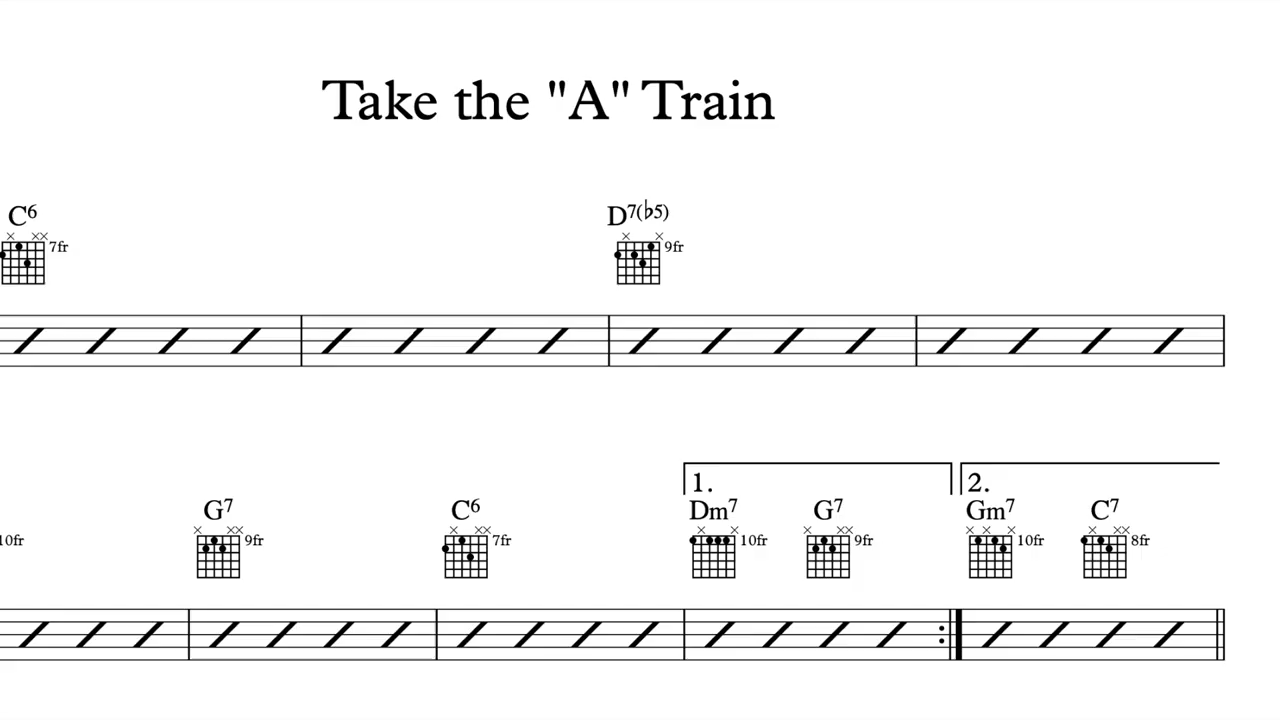 Take the "A" Train
C6 D7(♭5)
× ×× × ×
7fr 9fr
1. 2.
G7 C6 Dm7 G7 Gm7 C7
× ×× × ×× × × × ×× × × × × ××
10fr 9fr 7fr 10fr 9fr 10fr 8fr